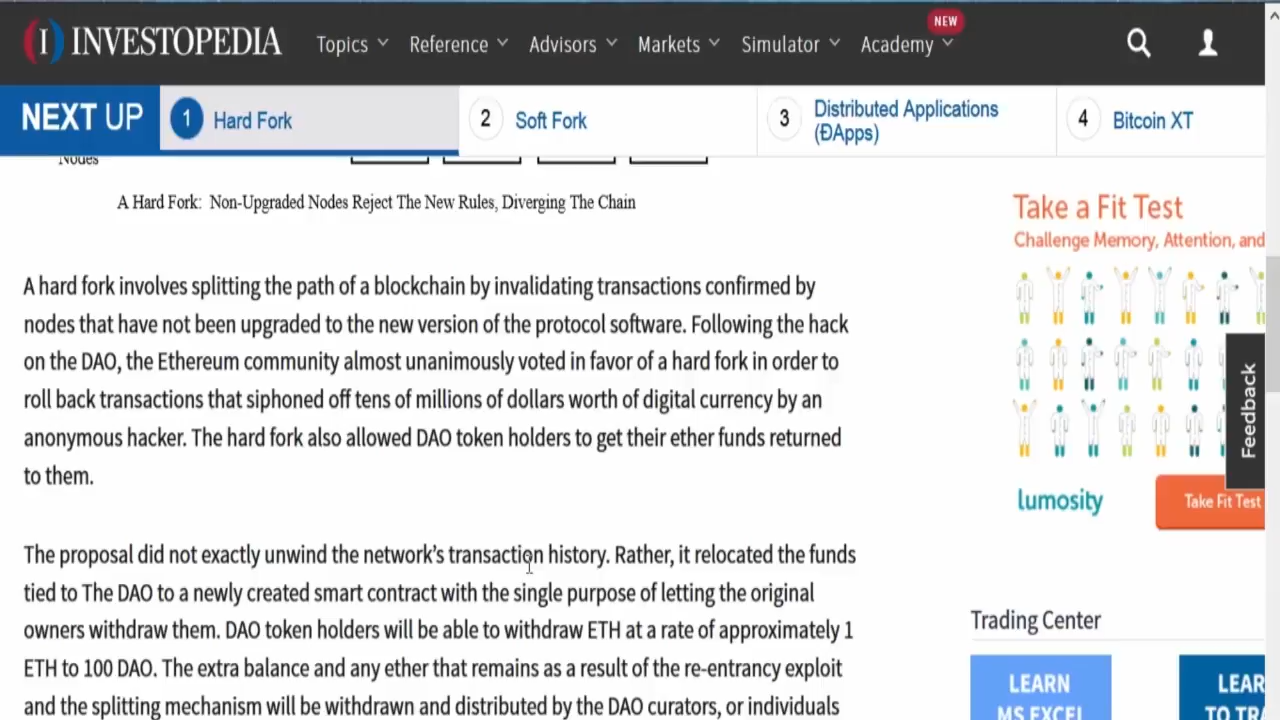 INVESTOPEDIA
Topics
Reference
Advisors
Markets
Simulator
Academy
NEW
NEXT UP
1 Hard Fork
2 Soft Fork
3 Distributed Applications
(ÐApps)
4 Bitcoin XT
Nodes
A Hard Fork: Non-Upgraded Nodes Reject The New Rules, Diverging The Chain
A hard fork involves splitting the path of a blockchain by invalidating transactions confirmed by
nodes that have not been upgraded to the new version of the protocol software. Following the hack
on the DAO, the Ethereum community almost unanimously voted in favor of a hard fork in order to
roll back transactions that siphoned off tens of millions of dollars worth of digital currency by an
anonymous hacker. The hard fork also allowed DAO token holders to get their ether funds returned
to them.
The proposal did not exactly unwind the network’s transaction history. Rather, it relocated the funds
tied to The DAO to a newly created smart contract with the single purpose of letting the original
owners withdraw them. DAO token holders will be able to withdraw ETH at a rate of approximately 1
ETH to 100 DAO. The extra balance and any ether that remains as a result of the re-entrancy exploit
and the splitting mechanism will be withdrawn and distributed by the DAO curators, or individuals
Take a Fit Test
Challenge Memory, Attention, and
lumosity
Take Fit Test
Feedback
Trading Center
LEARN
MS EXCEL
LEAR
TO TRA